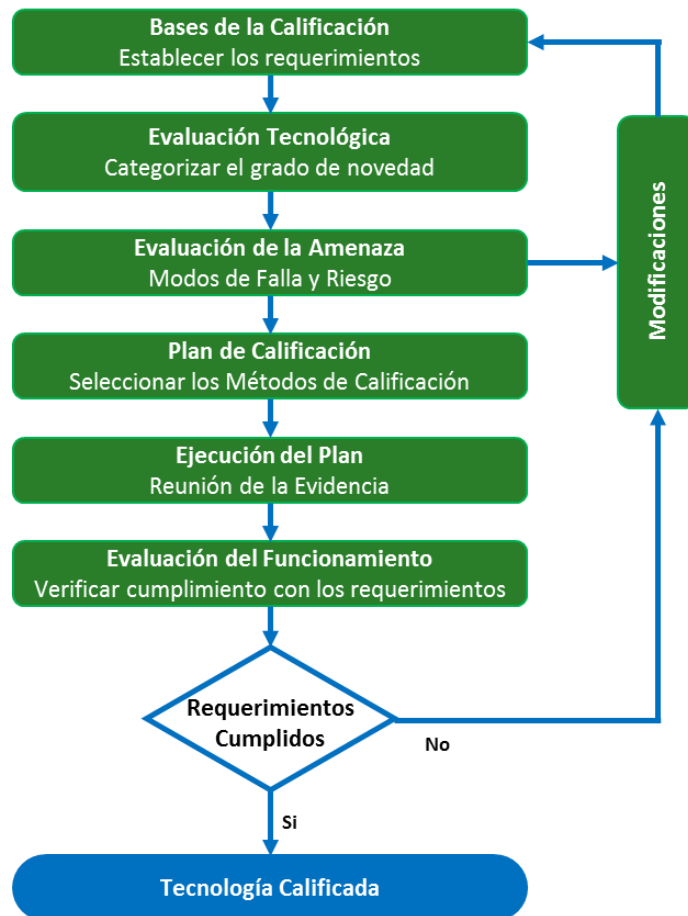 Bases de la Calificación
Establecer los requerimientos
Evaluación Tecnológica
Categorizar el grado de novedad
Evaluación de la Amenaza
Modos de Falla y Riesgo
Modificaciones
Plan de Calificación
Seleccionar los Métodos de Calificación
Ejecución del Plan
Reunión de la Evidencia
Evaluación del Funcionamiento
Verificar cumplimiento con los requerimientos
Requerimientos
Cumplidos
No
Si
Tecnología Calificada